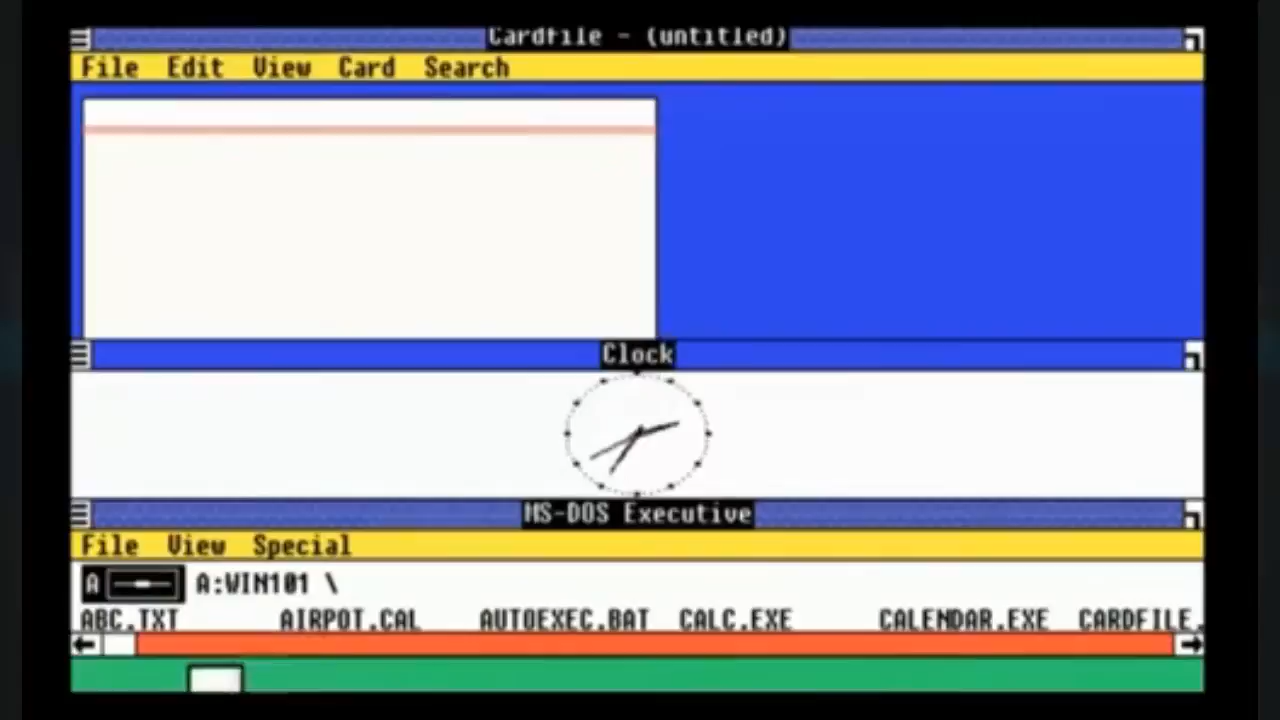 Cardfile - (untitled)
File Edit View Card Search
Clock
MS-DOS Executive
File View Special
A A:WIN101 \
ABC.TXT AIRPOT.CAL AUTOEXEC.BAT CALC.EXE CALENDAR.EXE CARDFILE.